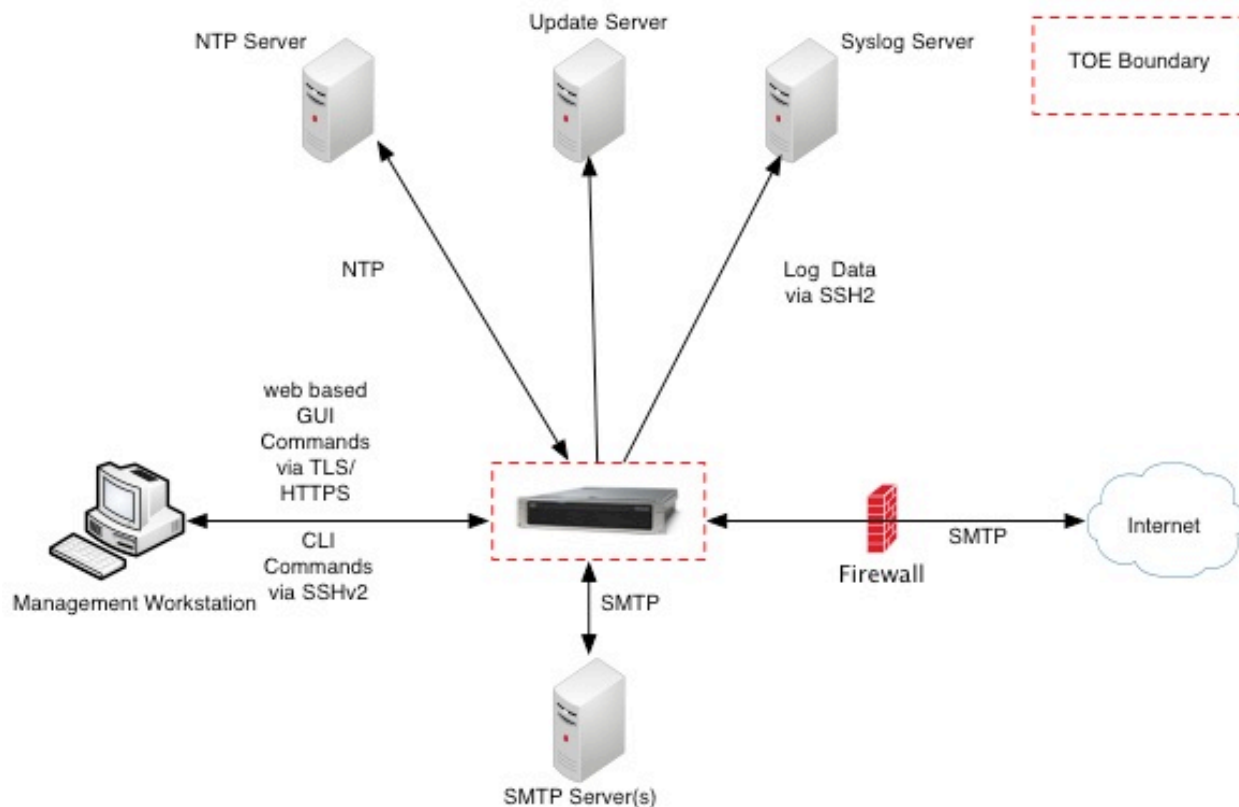 NTP Server
Update Server
Syslog Server
TOE Boundary
NTP
Log Data
via SSH2
web based
GUI
Commands
via TLS/
HTTPS
CLI
Commands
via SSHv2
Management Workstation
SMTP
Firewall
SMTP
Internet
SMTP Server(s)